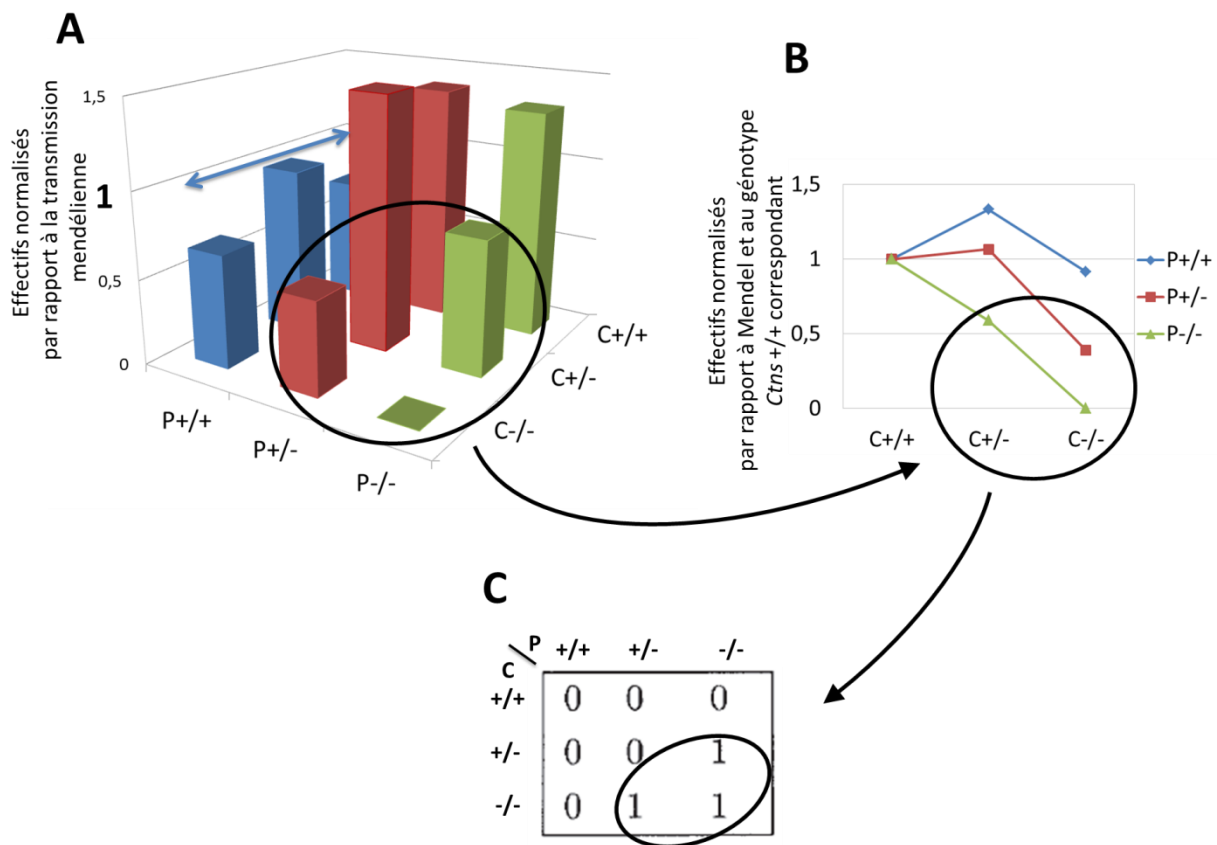 A
Effectifs normalisés
par rapport à la transmission
mendélienne
1,5
1
0,5
0
P+/+
P+/-
P-/-
C-/-
C+/-
C+/+
B
Effectifs normalisés
par rapport à Mendel et au génotype
Ctns +/+ correspondant
1,5
1
0,5
0
C+/+
C+/-
C-/-
P+/+
P+/-
P-/-
C
P
C
+/+ +/- -/-
+/+ 0 0 0
+/- 0 0 1
-/- 0 1 1